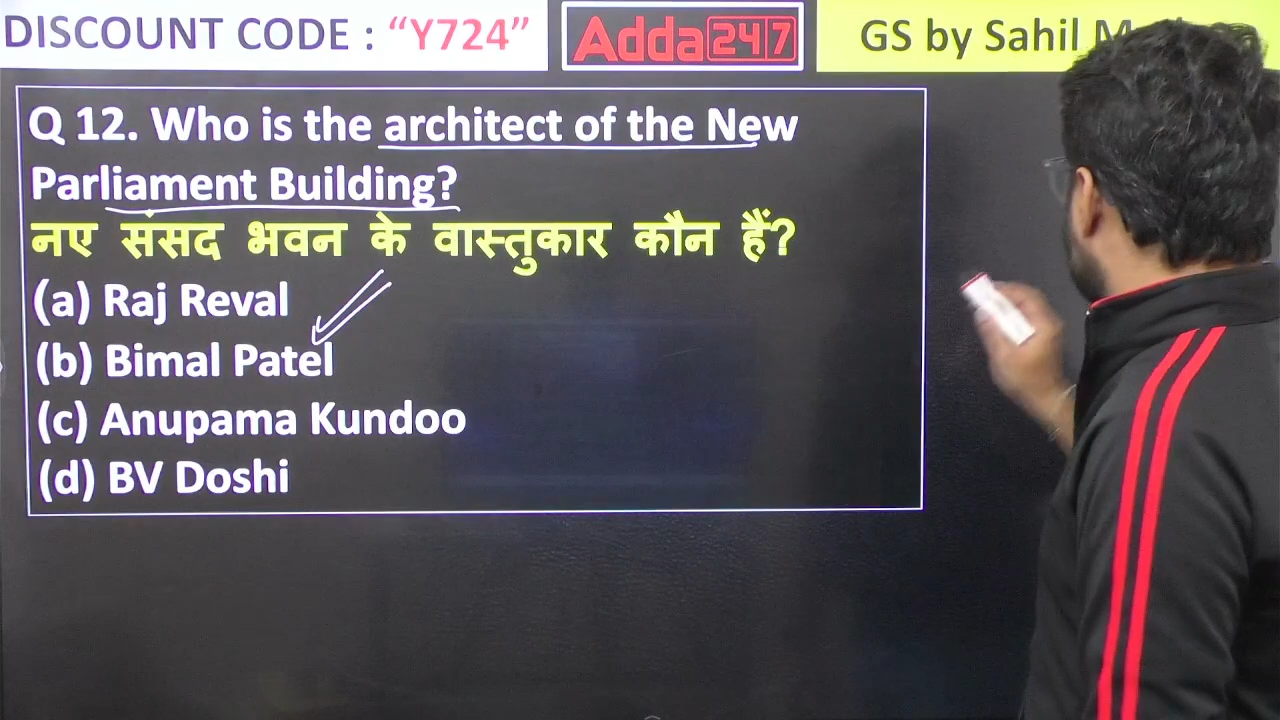 DISCOUNT CODE : “Y724”
Adda247
GS by Sahil
Q 12. Who is the architect of the New
Parliament Building?
नए संसद भवन के वास्तुकार कौन हैं?
(a) Raj Reval
(b) Bimal Patel
(c) Anupama Kundoo
(d) BV Doshi